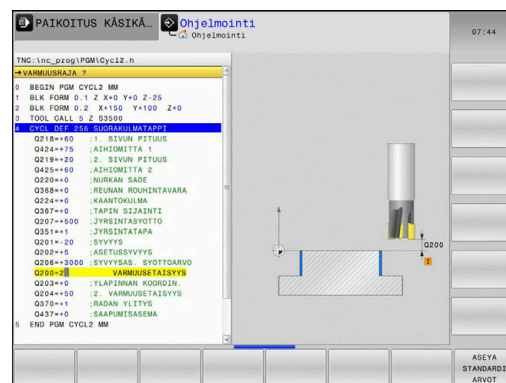 PAIKOITUS KÄSIKÄ…
Ohjelmointi
Ohjelmointi
07:44
TNC:\nc_prog\PGM\Cycl2.h
→VARMUUSRAJA ?
0 BEGIN PGM CYCL2 MM
1 BLK FORM 0.1 Z X+0 Y+0 Z-25
2 BLK FORM 0.2 X+150 Y+100 Z+0
3 TOOL CALL 5 Z S3500
4 CYCL DEF 256 SUORAKULMATAPPI
Q218=+60 ;1. SIVUN PITUUS
Q424=+75 ;AIHIOMITTA 1
Q219=+20 ;2. SIVUN PITUUS
Q425=+60 ;AIHIOMITTA 2
Q220=+0 ;NURKAN SADE
Q368=+0 ;REUNAN ROUHINTAVARA
Q224=+0 ;KAANTOKULMA
Q367=+0 ;TAPIN SIJAINTI
Q207=+500 ;JYRSINTASYOTTO
Q351=+1 ;JYRSINTATAPA
Q201=-20 ;SYVYYS
Q202=+5 ;ASETUSSYVYYS
Q206=+3000 ;SYVYYSAS. SYOTTOARVO
Q200=2 VARMUUSETAISYYS
Q203=+0 ;YLAPINNAN KOORDIN.
Q204=+50 ;2. VARMUUSETAISYYS
Q370=+1 ;RADAN YLITYS
Q437=+0 ;SAAPUMISASEMA
5 END PGM CYCL2 MM
Q200
I
ASEYA
STANDARDI
ARVOT